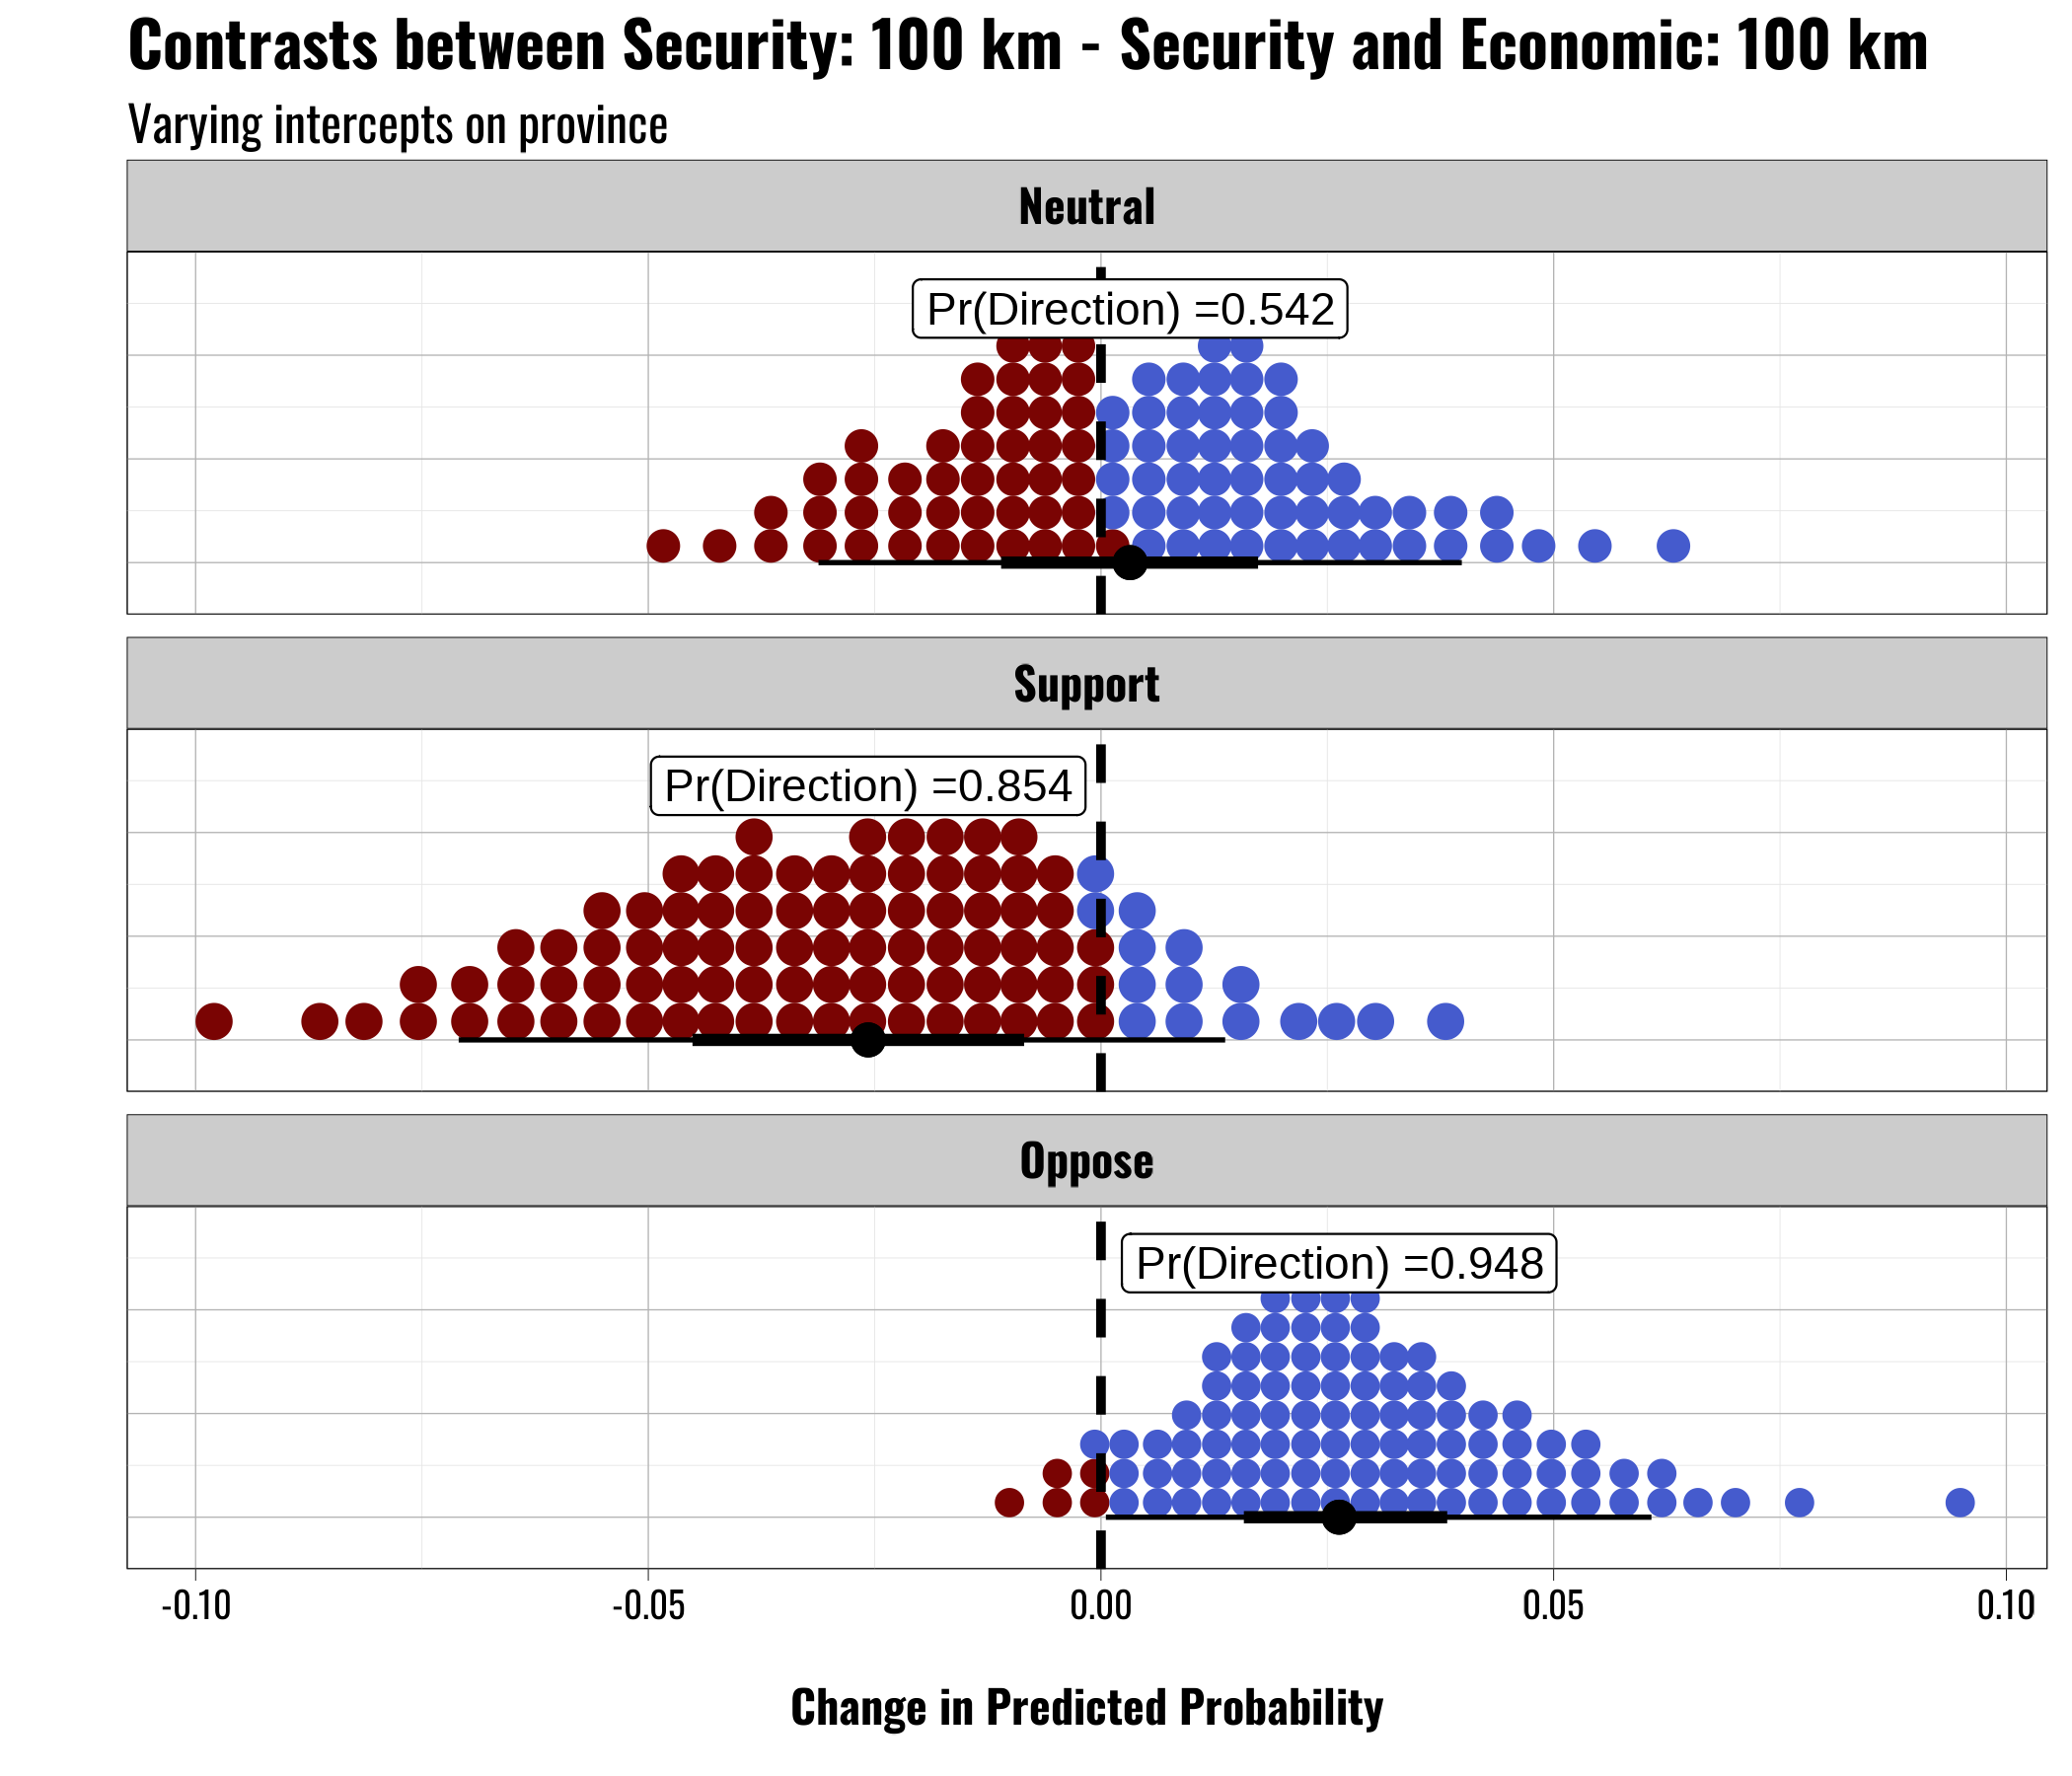 Contrasts between Security: 100 km - Security and Economic: 100 km
Varying intercepts on province
Neutral
Pr(Direction) =0.542
Support
Pr(Direction) =0.854
Oppose
Pr(Direction) =0.948
-0.10 -0.05 0.00 0.05 0.10
Change in Predicted Probability